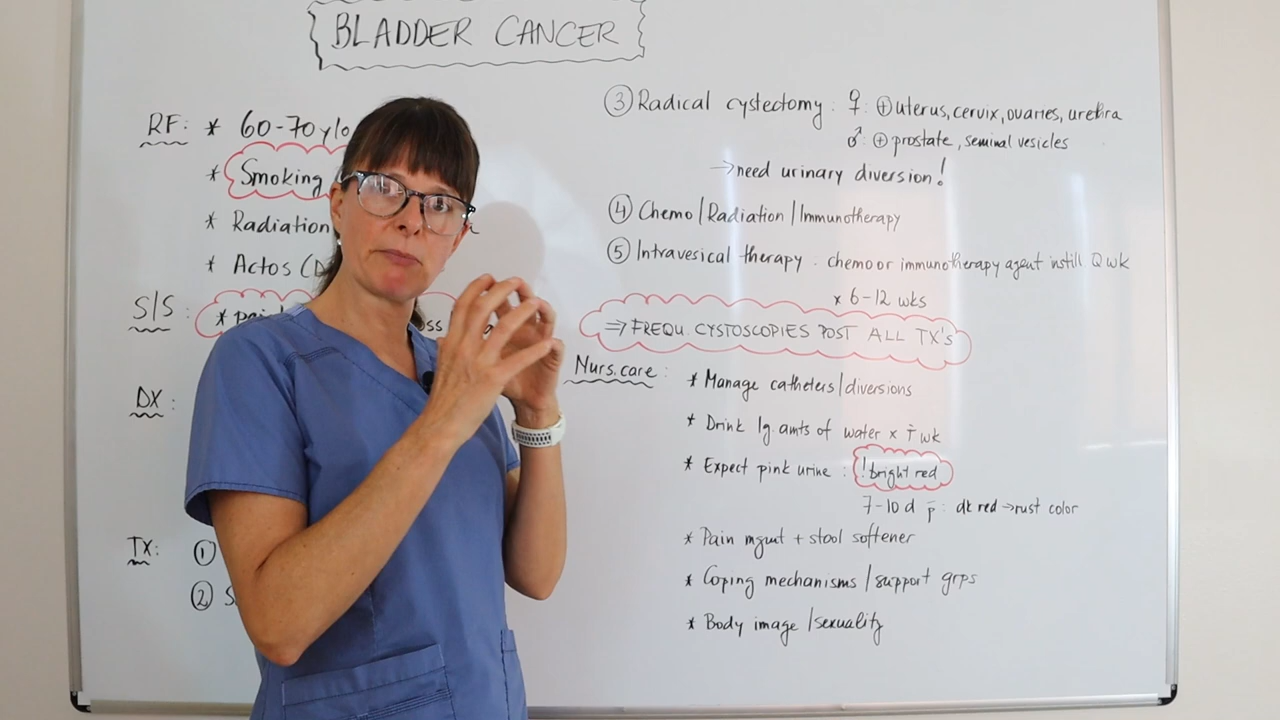 BLADDER CANCER
RF: * 60-70 y/o
* Smoking
* Radiation
* Actos
S/S: *
DX:
TX: ①
②
③ Radical cystectomy: ♀: ⊕ uterus, cervix, ovaries, urethra
♂: ⊕ prostate, seminal vesicles
→ need urinary diversion!
④ Chemo/Radiation/Immunotherapy
⑤ Intravesical therapy: chemo or immunotherapy agent instill. Q wk
x 6-12 wks
⇒ FREQU. CYSTOSCOPIES POST ALL TX's
Nurs. care: * Manage catheters/diversions
* Drink lg. amts of water x wk
* Expect pink urine: ! bright red
7-10 d p̄: dk red → rust color
* Pain mgmt + stool softener
* Coping mechanisms/support grps
* Body image/sexuality